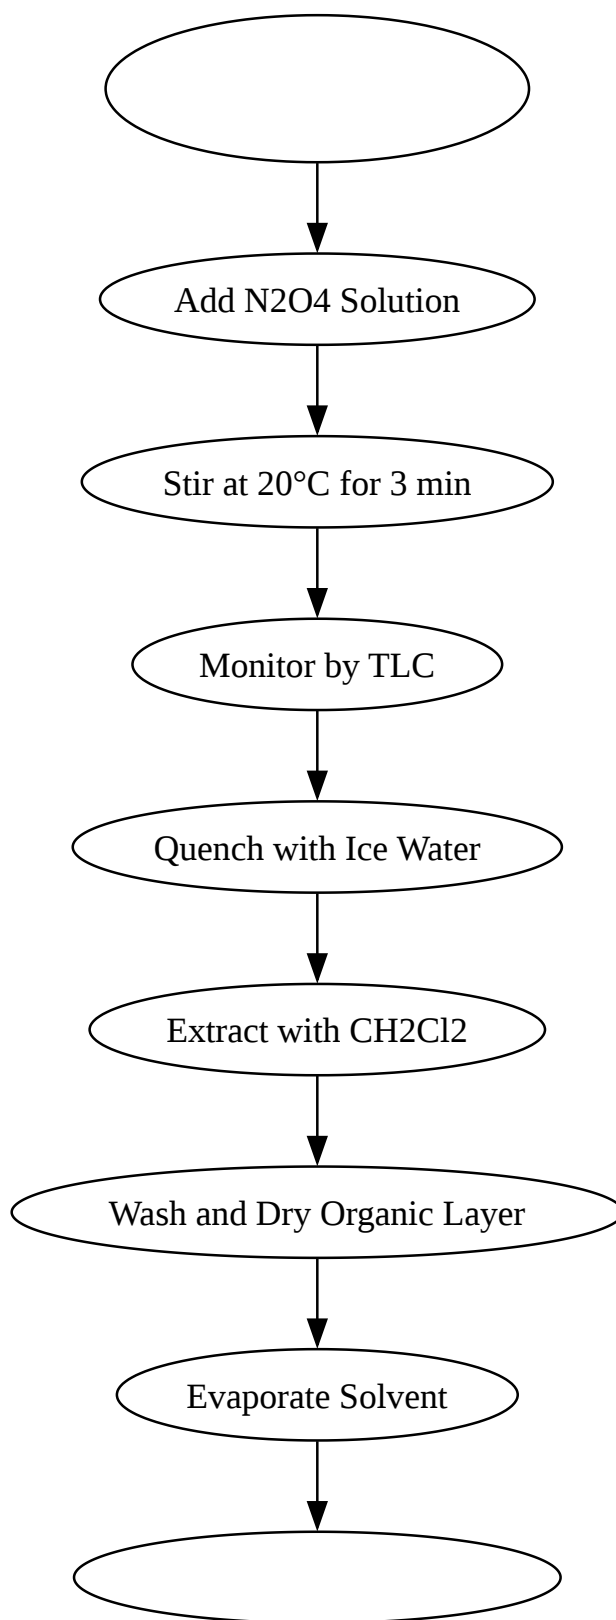 Add N2O4 Solution
Stir at 20°C for 3 min
Monitor by TLC
Quench with Ice Water
Extract with CH2Cl2
Wash and Dry Organic Layer
Evaporate Solvent